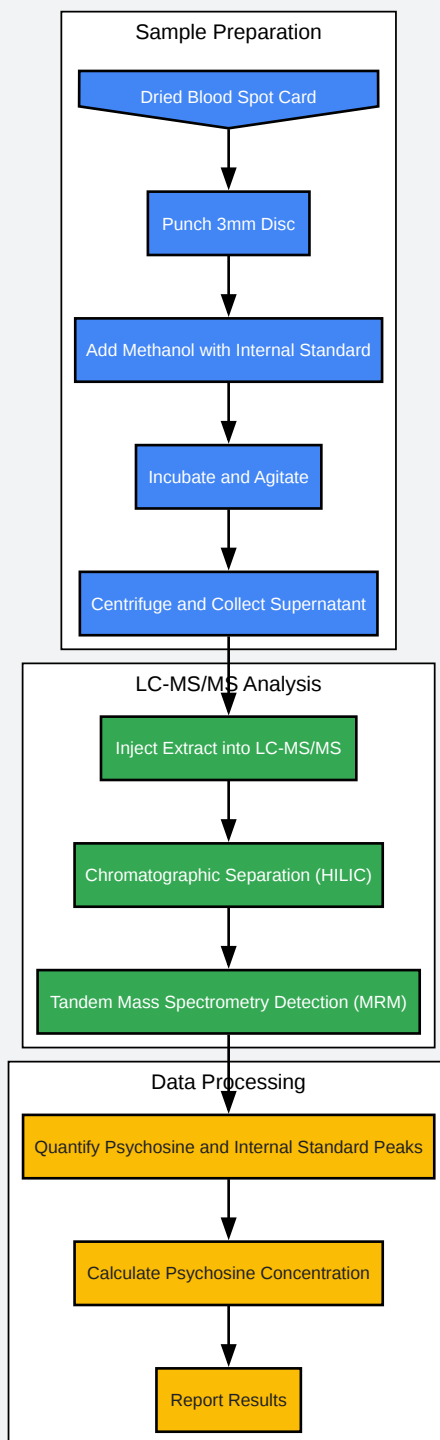 Sample Preparation
Dried Blood Spot Card
Punch 3mm Disc
Add Methanol with Internal Standard
Incubate and Agitate
Centrifuge and Collect Supernatant
LC-MS/MS Analysis
Inject Extract into LC-MS/MS
Chromatographic Separation (HILIC)
Tandem Mass Spectrometry Detection (MRM)
Data Processing
Quantify Psychosine and Internal Standard Peaks
Calculate Psychosine Concentration
Report Results